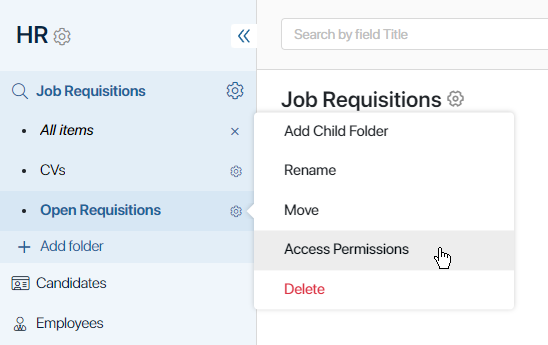 HR
Search by field Title
Job Requisitions
All items
CVs
Open Requisitions
Add folder
Candidates
Employees
Job Requisitions
Add Child Folder
Rename
Move
Access Permissions
Delete